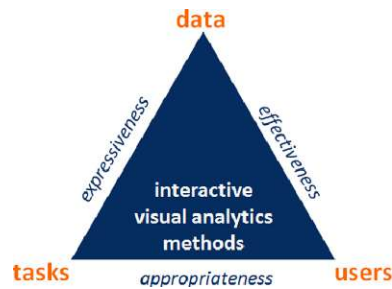 data
expressiveness
effectiveness
interactive
visual analytics
methods
tasks
users
appropriateness